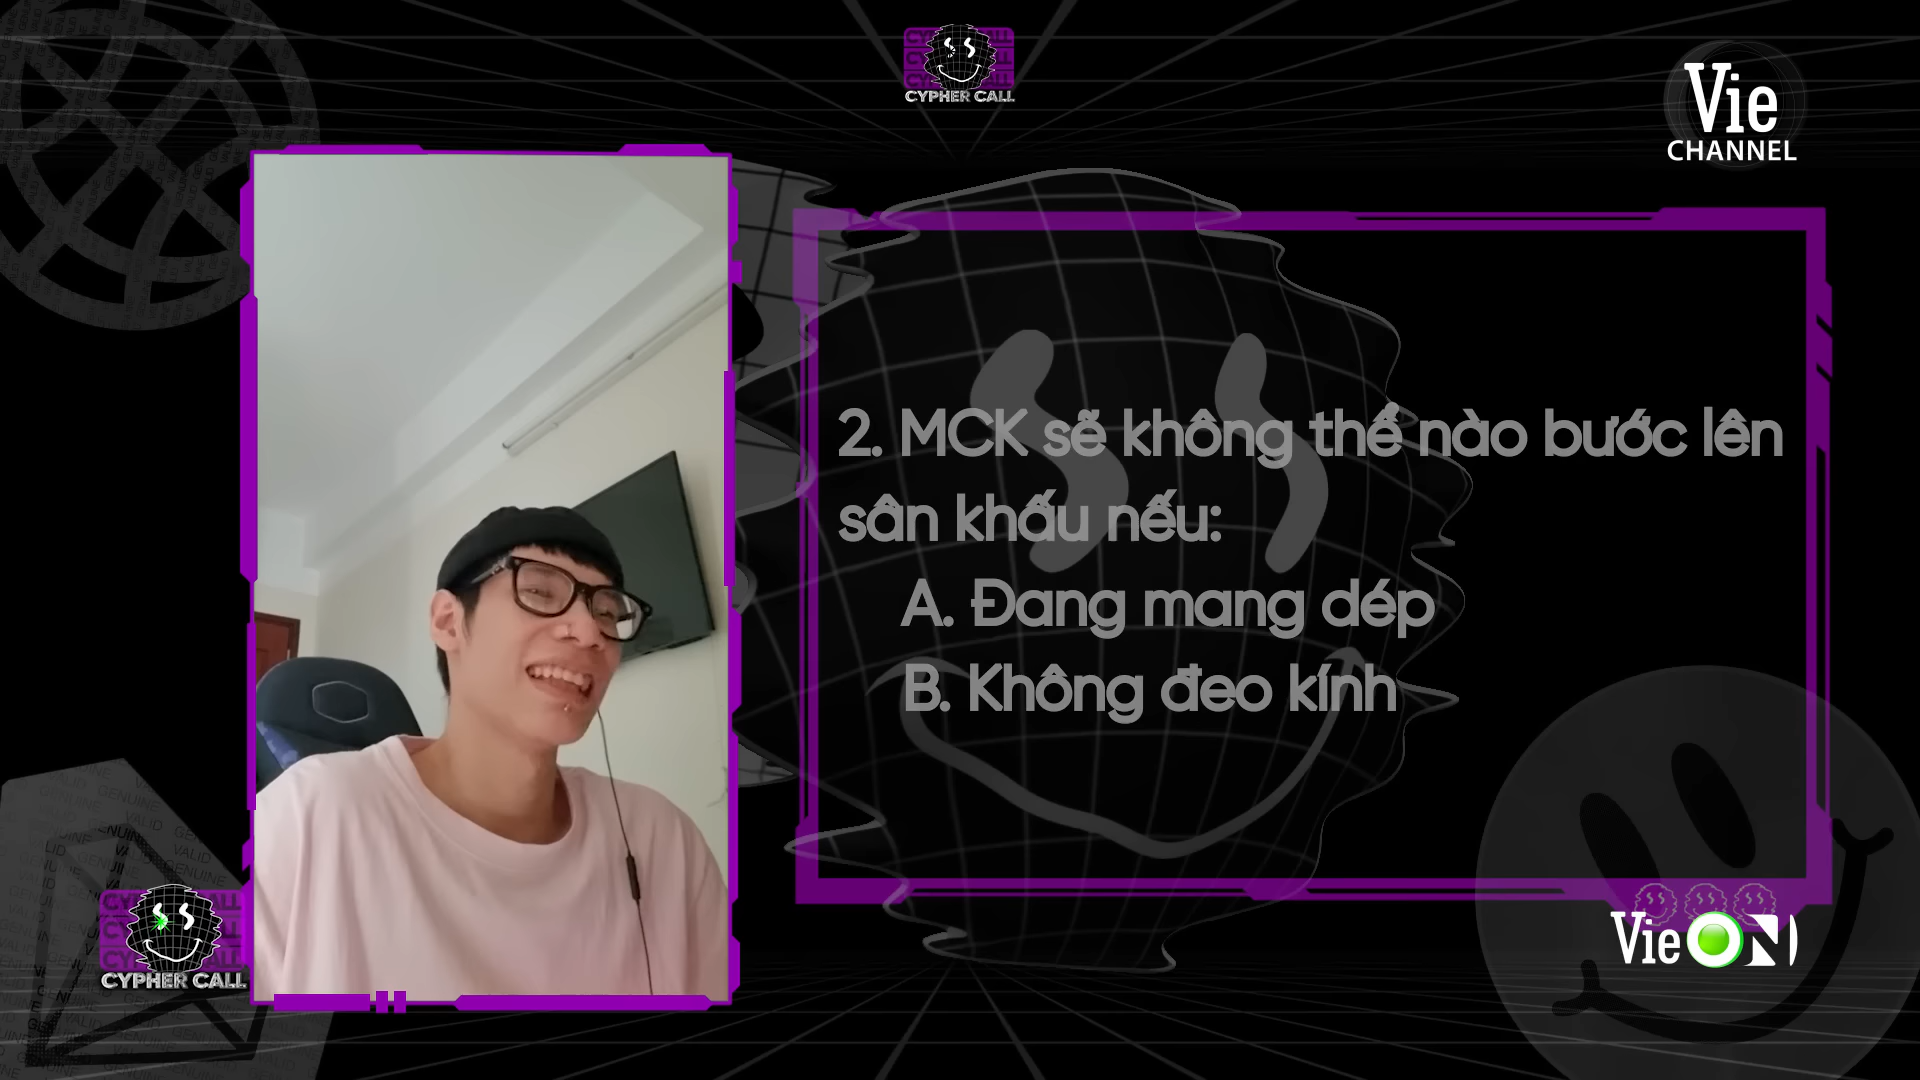 CYPHER CALL
Vie
CHANNEL
2. MCK sẽ không thể nào bước lên
sân khấu nếu:
A. Đang mang dép
B. Không đeo kính
CYPHER CALL
VieON